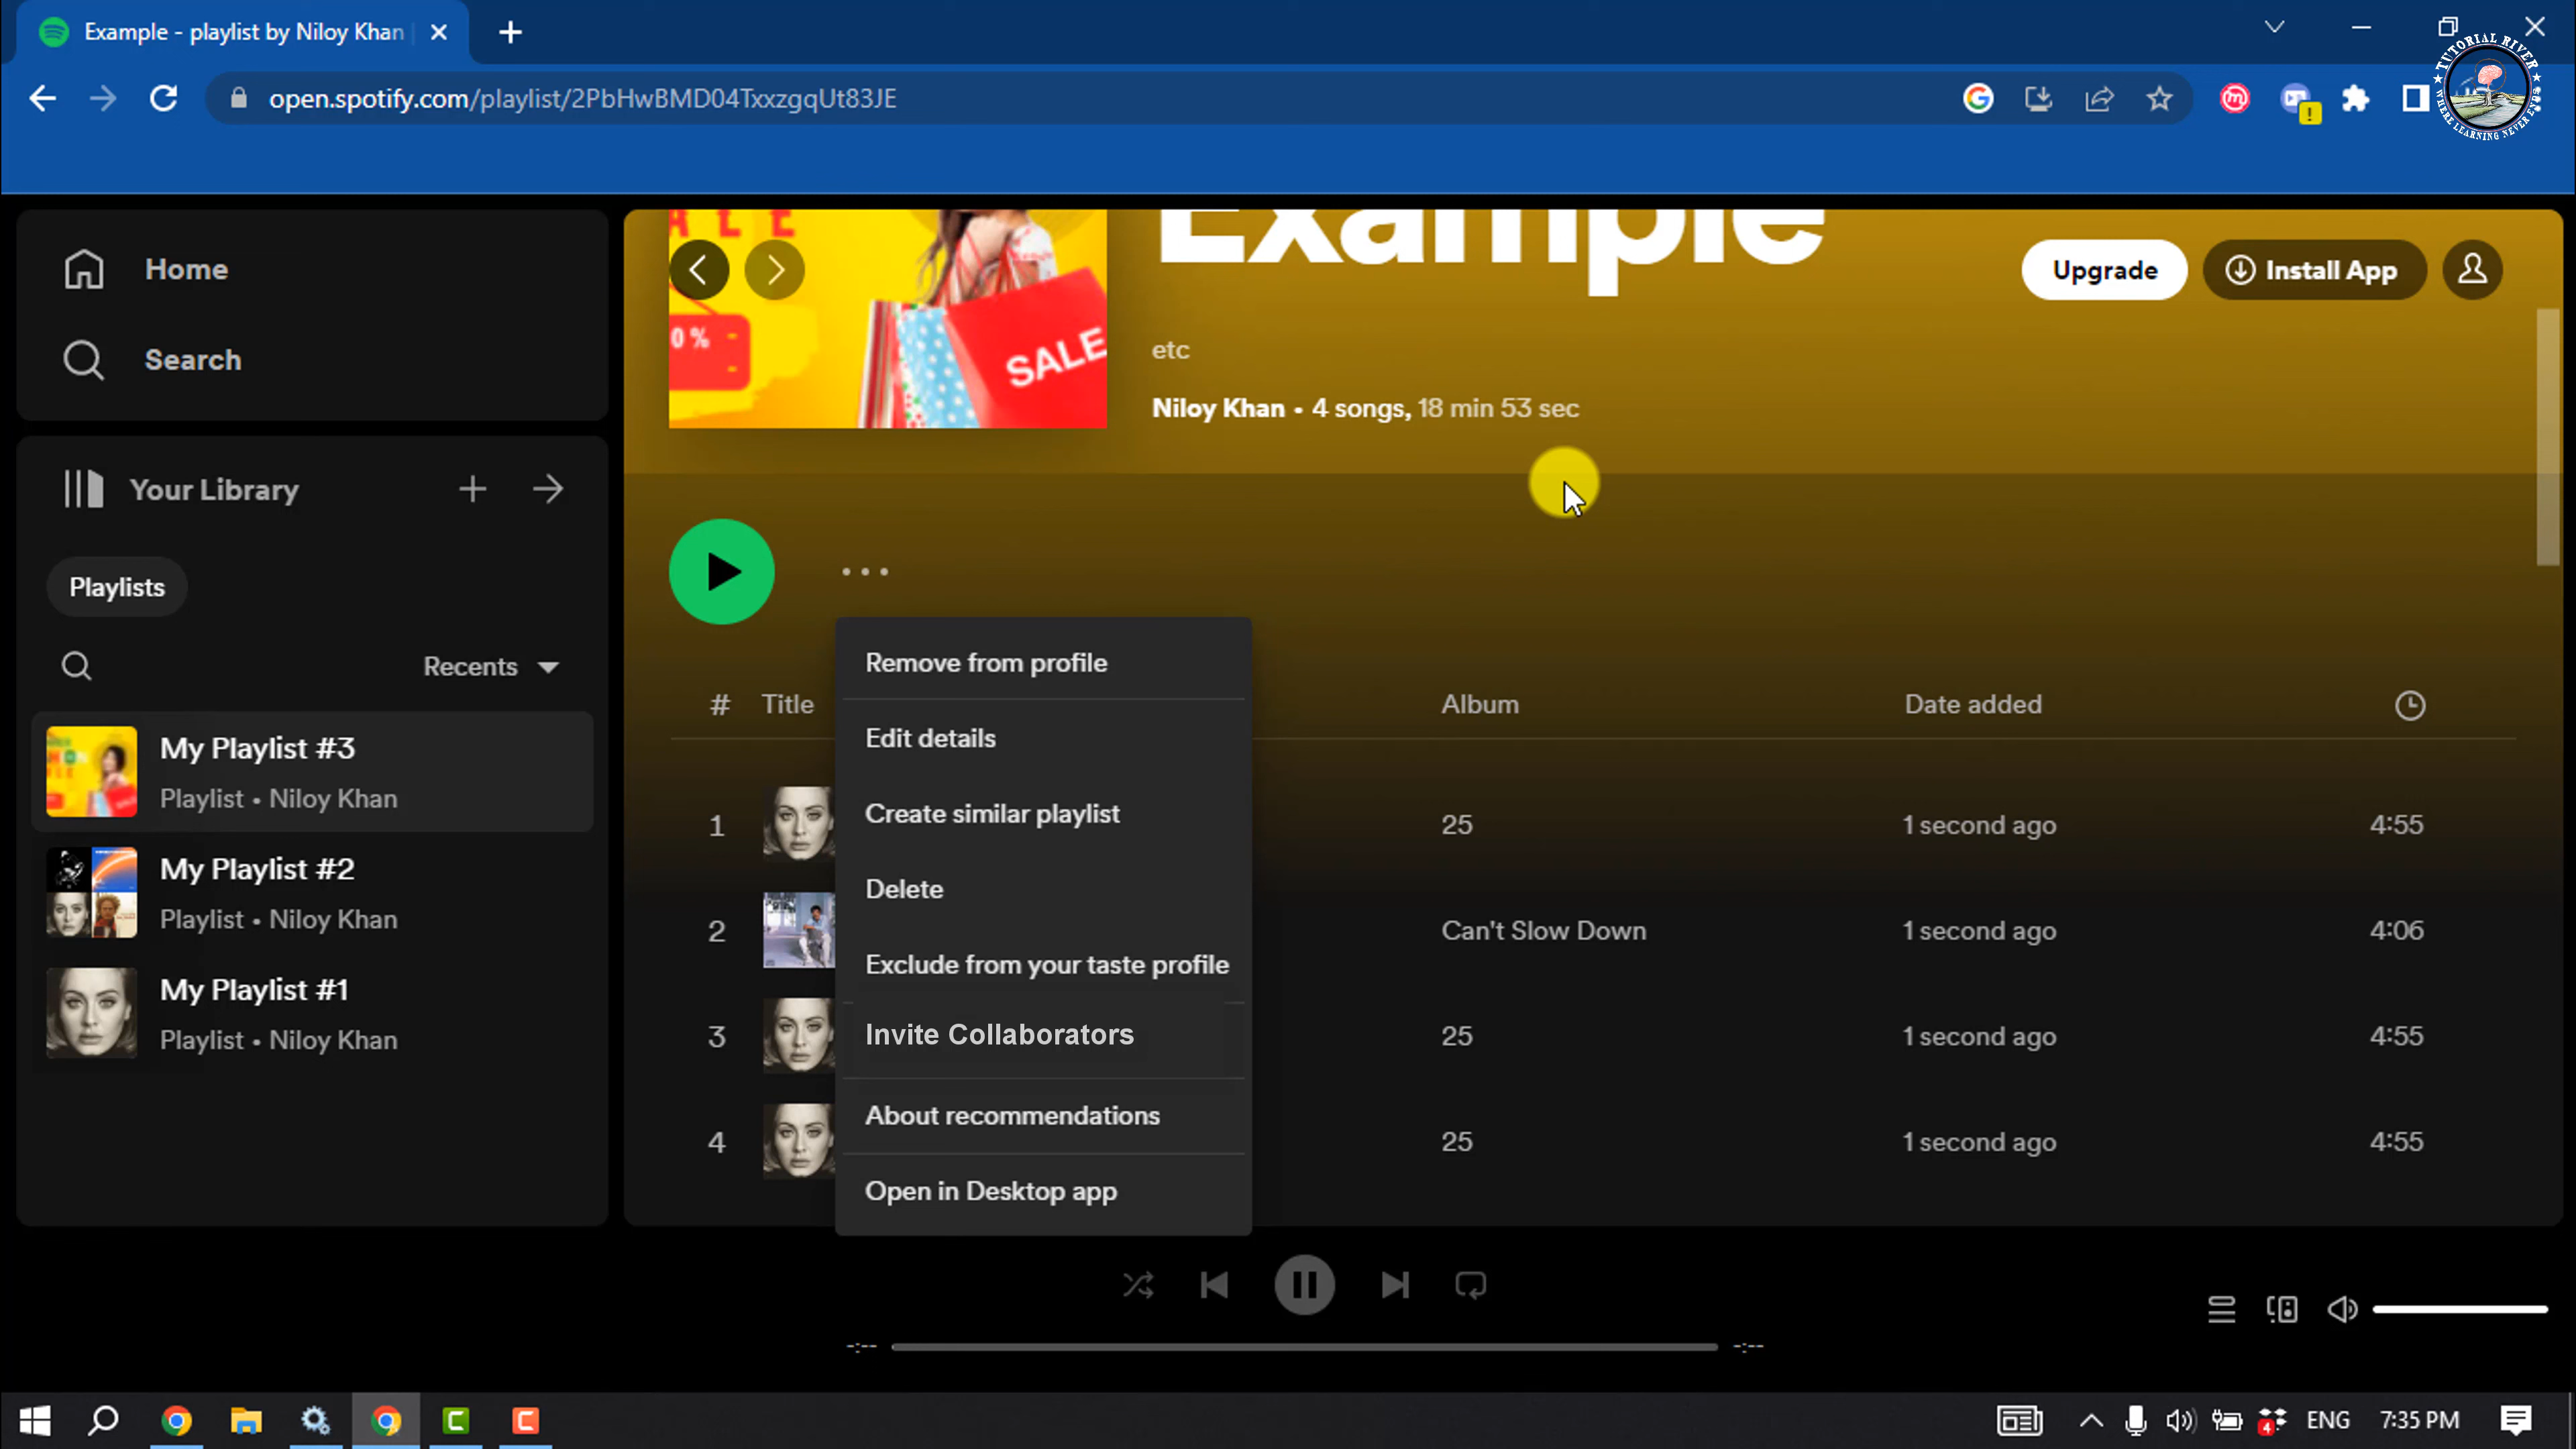 Example - playlist by Niloy Khan |
TUTORIAL RIVER
open.spotify.com/playlist/2PbHwBMD04TxxzgqUt83JE
Home
Search
Example
Upgrade
Install App
0 %
SALE
etc
Niloy Khan • 4 songs, 18 min 53 sec
Your Library
Playlists
Recents
My Playlist #3
Playlist • Niloy Khan
My Playlist #2
Playlist • Niloy Khan
My Playlist #1
Playlist • Niloy Khan
Remove from profile
Edit details
Create similar playlist
Delete
Exclude from your taste profile
Invite Collaborators
About recommendations
Open in Desktop app
# Title Album Date added
1 25 1 second ago 4:55
2 Can't Slow Down 1 second ago 4:06
3 25 1 second ago 4:55
4 25 1 second ago 4:55
-:-- -:--
4 ENG 7:35 PM